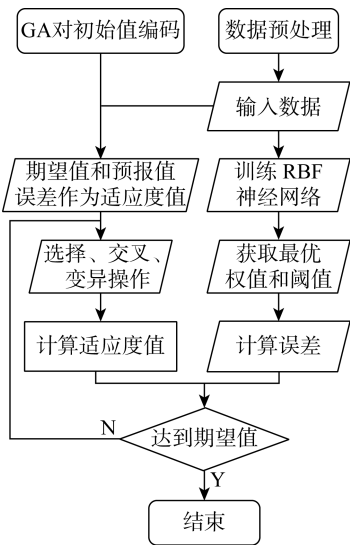 GA对初始值编码
数据预处理
输入数据
期望值和预报值
误差作为适应度值
训练 RBF
神经网络
选择、交叉、
变异操作
获取最优
权值和阈值
计算适应度值
计算误差
N
达到期望值
Y
结束